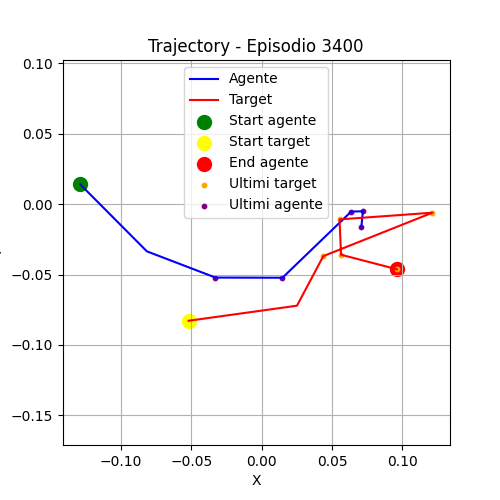 Trajectory - Episodio 3400
Agente
Target
Start agente
Start target
End agente
Ultimi target
Ultimi agente
0.10
0.05
0.00
−0.05
−0.10
−0.15
−0.10
−0.05
0.00
0.05
0.10
X